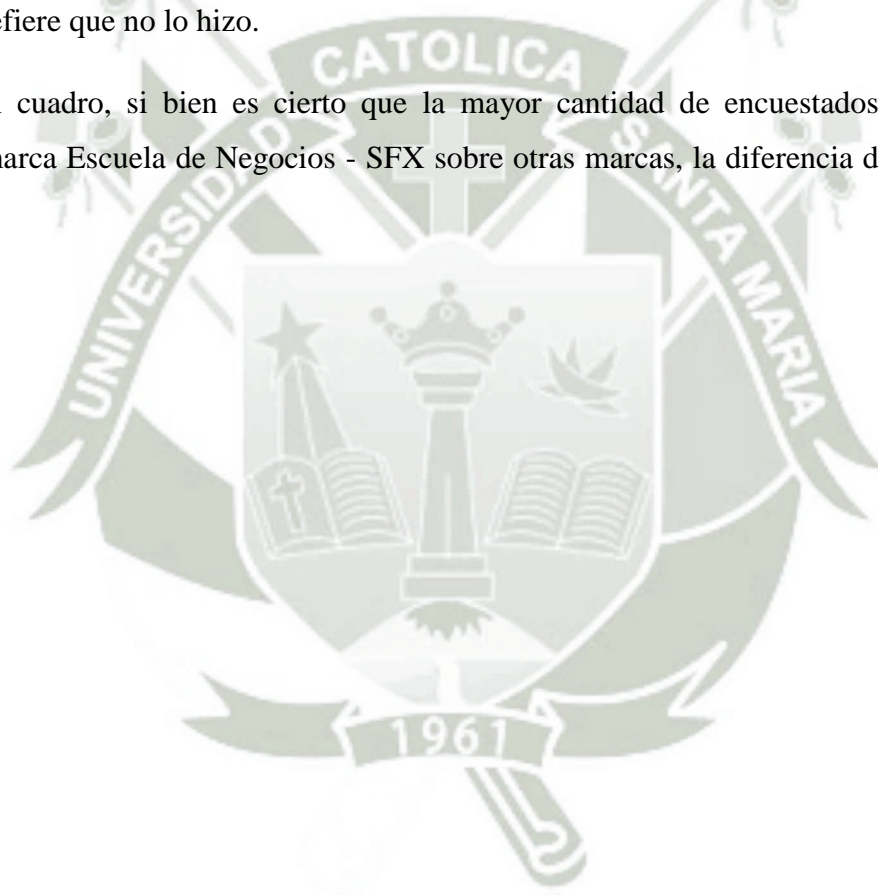 efiere que no lo hizo.
cuadro, si bien es cierto que la mayor cantidad de encuestados
marca Escuela de Negocios - SFX sobre otras marcas, la diferencia d
UNIVERSIDAD CATOLICA SANTA MARIA
1961